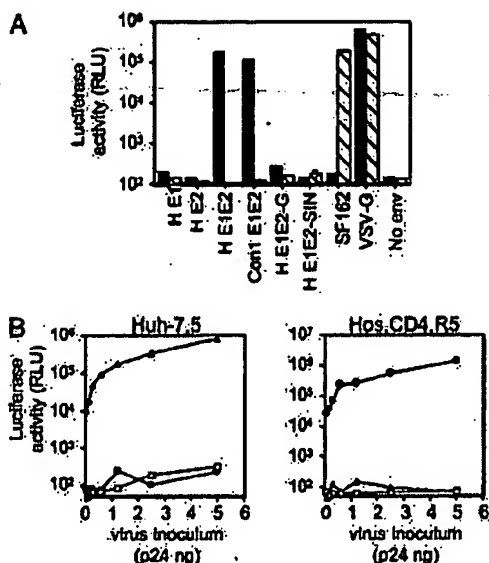 A
Luciferase
activity (RLU)
10⁶
10⁵
10⁴
10³
10²
H E1
H E2
H E1E2
Con1 E1E2
H E1E2-G
H E1E2-SIN
SF162
VSV-G
No env
B
Huh-7.5
Luciferase
activity (RLU)
10⁶
10⁵
10⁴
10³
10²
0 1 2 3 4 5 6
virus inoculum
(p24 ng)
Hos.CD4.R5
10⁷
10⁶
10⁵
10⁴
10³
10²
0 1 2 3 4 5 6
virus inoculum
(p24 ng)